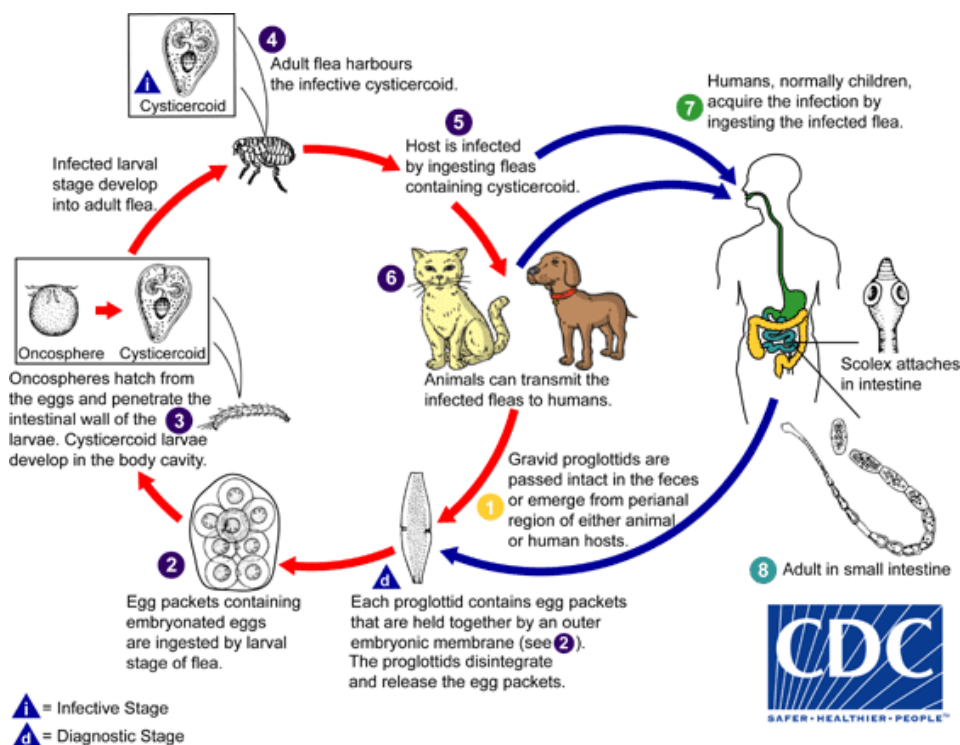 4
Adult flea harbours
the infective cysticercoid.
i
Cysticercoid
Infected larval
stage develop
into adult flea.
5
Host is infected
by ingesting fleas
containing cysticercoid.
Humans, normally children,
7 acquire the infection by
ingesting the infected flea.
6
Oncosphere
Cysticercoid
Oncospheres hatch from
the eggs and penetrate the
intestinal wall of the
larvae. Cysticercoid larvae
develop in the body cavity.
3
Animals can transmit the
infected fleas to humans.
Scolex attaches
in intestine
Gravid proglottids are
passed intact in the feces
1 or emerge from perianal
region of either animal
or human hosts.
2
Egg packets containing
embryonated eggs
are ingested by larval
stage of flea.
d
Each proglottid contains egg packets
that are held together by an outer
embryonic membrane (see 2).
The proglottids disintegrate
and release the egg packets.
8 Adult in small intestine
i = Infective Stage
d = Diagnostic Stage
CDC
SAFER·HEALTHIER·PEOPLE™